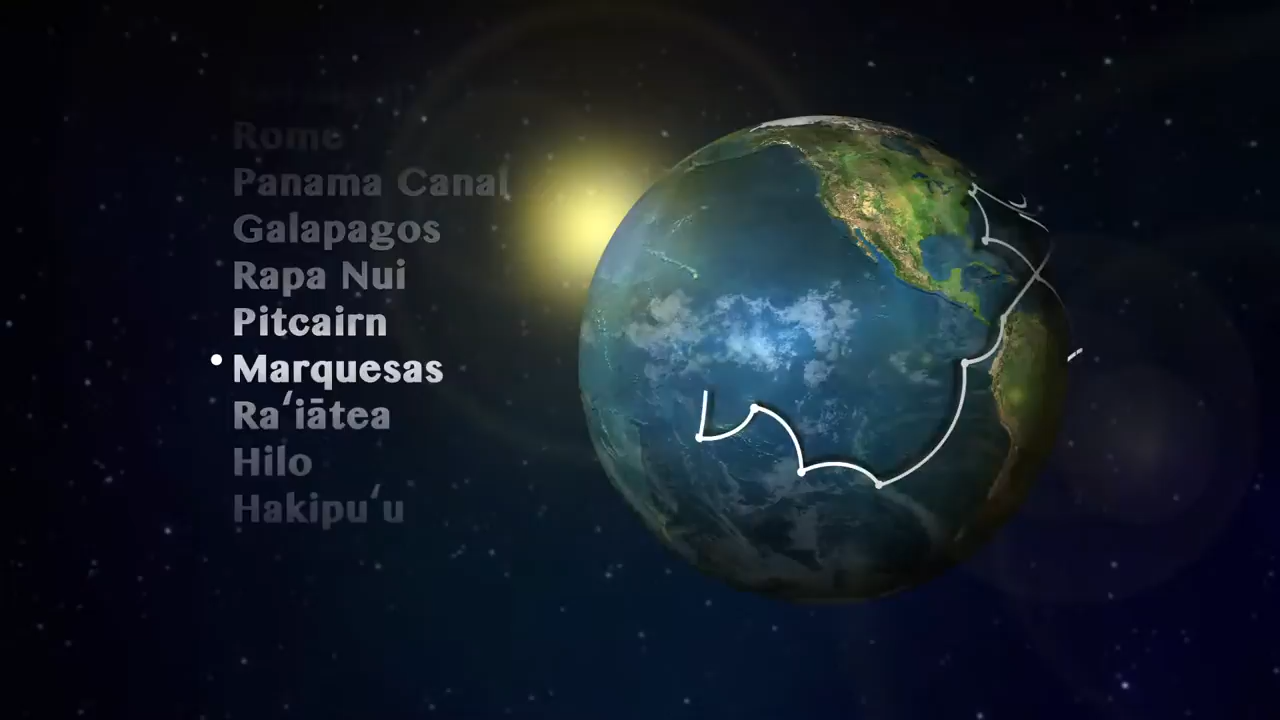 Rome
Panama Canal
Galapagos
Rapa Nui
Pitcairn
Marquesas
Raʻiātea
Hilo
Hakipuʻu